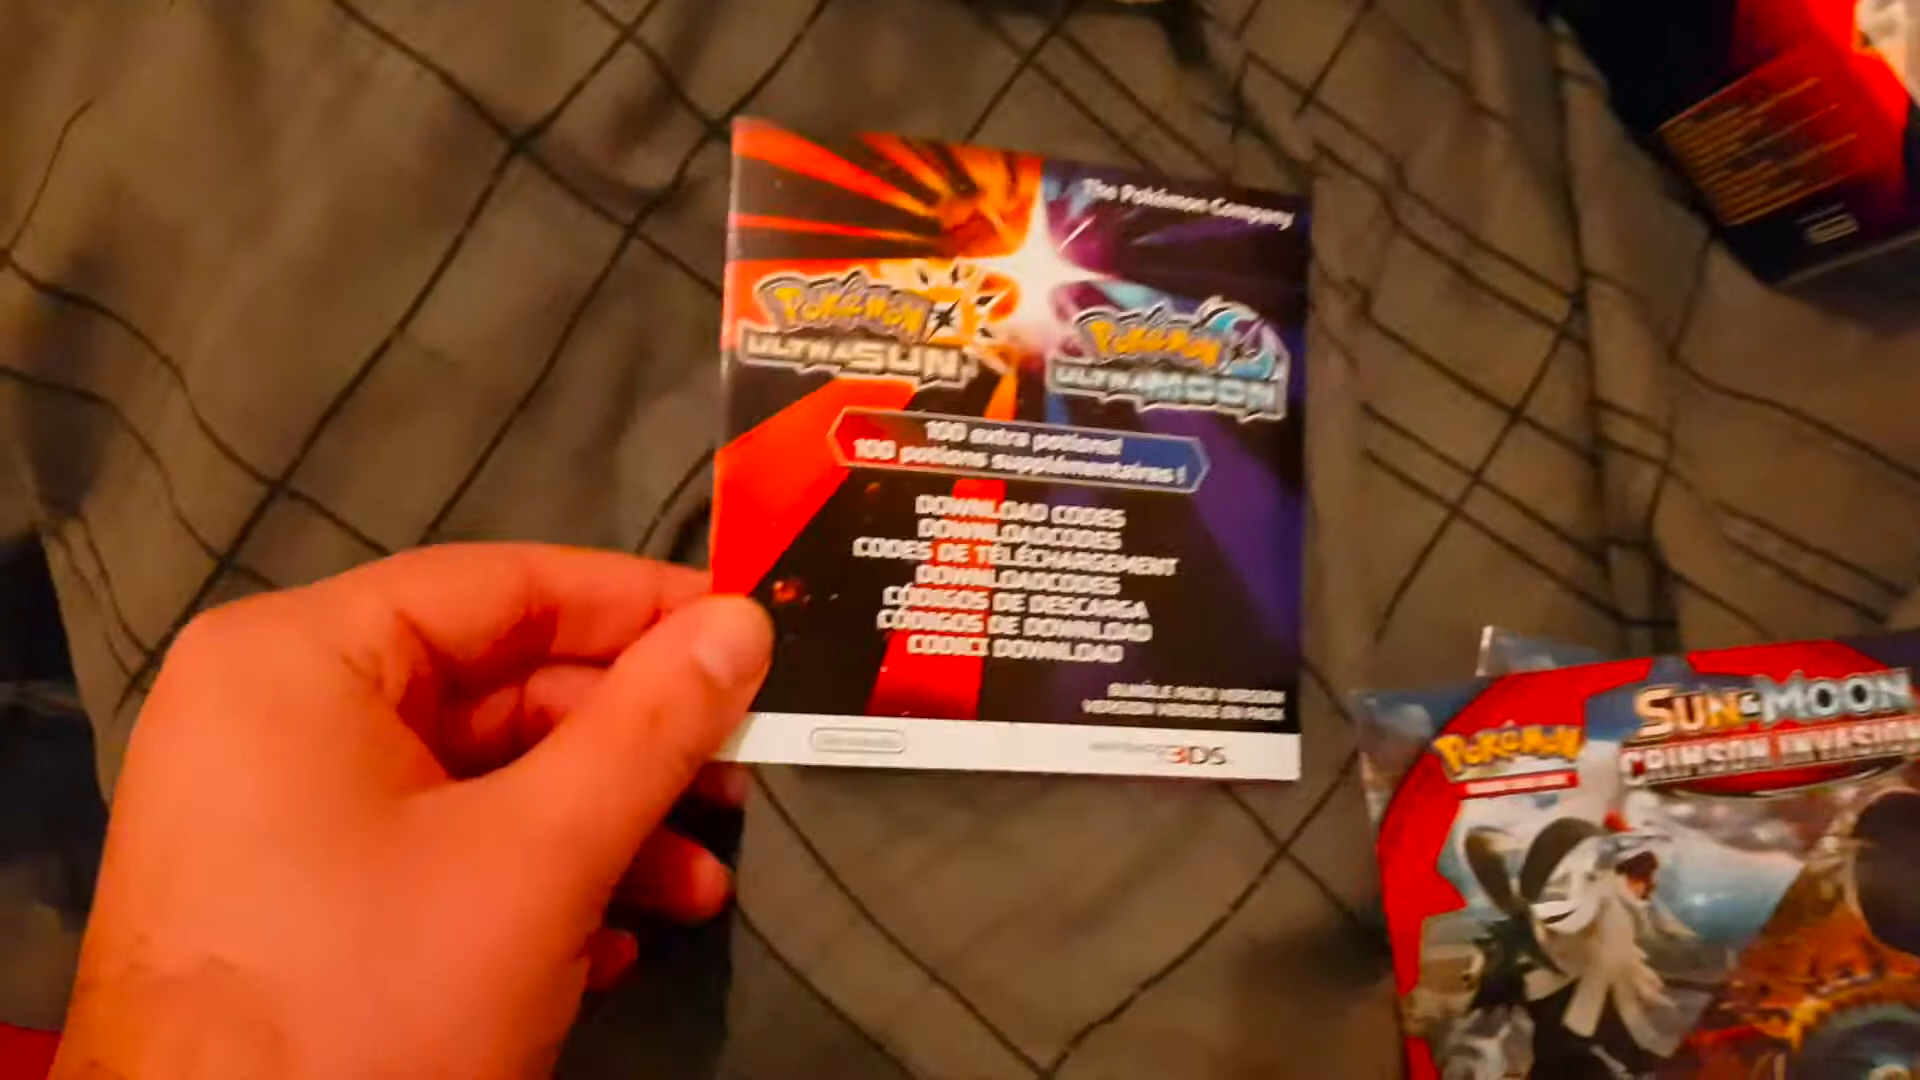 The Pokémon Company
POKÉMON
ULTRA SUN
POKÉMON
ULTRA MOON
100 extra potions!
100 potions supplémentaires !
DOWNLOAD CODES
DOWNLOADCODES
CODES DE TÉLÉCHARGEMENT
DOWNLOADCODES
CÓDIGOS DE DESCARGA
CÓDIGOS DE DOWNLOAD
CODICI DOWNLOAD
BUNDLE PACK VERSION
VERSION VENDUE EN PACK
Nintendo
NINTENDO 3DS
SUN & MOON
POKÉMON
CRIMSON INVASION